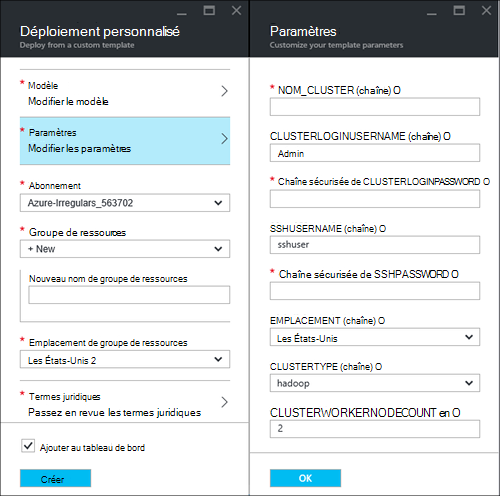 Déploiement personnalisé
Deploy from a custom template
* Modèle
Modifier le modèle
* Paramètres
Modifier les paramètres
* Abonnement
Azure-Irregulars_563702
* Groupe de ressources
+ New
Nouveau nom de groupe de ressources
* Emplacement de groupe de ressources
Les États-Unis 2
* Termes juridiques
Passez en revue les termes juridiques
Ajouter au tableau de bord
Créer
Paramètres
Customize your template parameters
* NOM_CLUSTER (chaîne) O
CLUSTERLOGINUSERNAME (chaîne) O
Admin
* Chaîne sécurisée de CLUSTERLOGINPASSWORD O
SSHUSERNAME (chaîne) O
sshuser
* Chaîne sécurisée de SSHPASSWORD O
EMPLACEMENT (chaîne) O
Les États-Unis
CLUSTERTYPE (chaîne) O
hadoop
CLUSTERWORKERNODECOUNT en O
2
OK